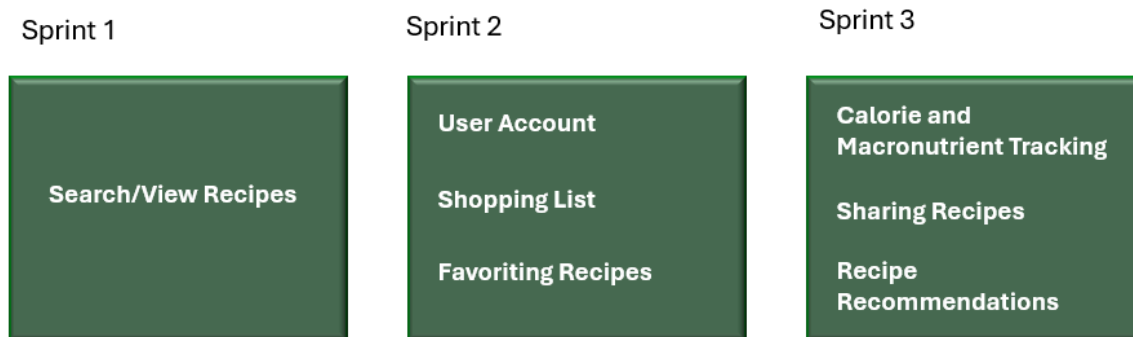 Sprint 1
Search/View Recipes
Sprint 2
User Account
Shopping List
Favoriting Recipes
Sprint 3
Calorie and
Macronutrient Tracking
Sharing Recipes
Recipe
Recommendations